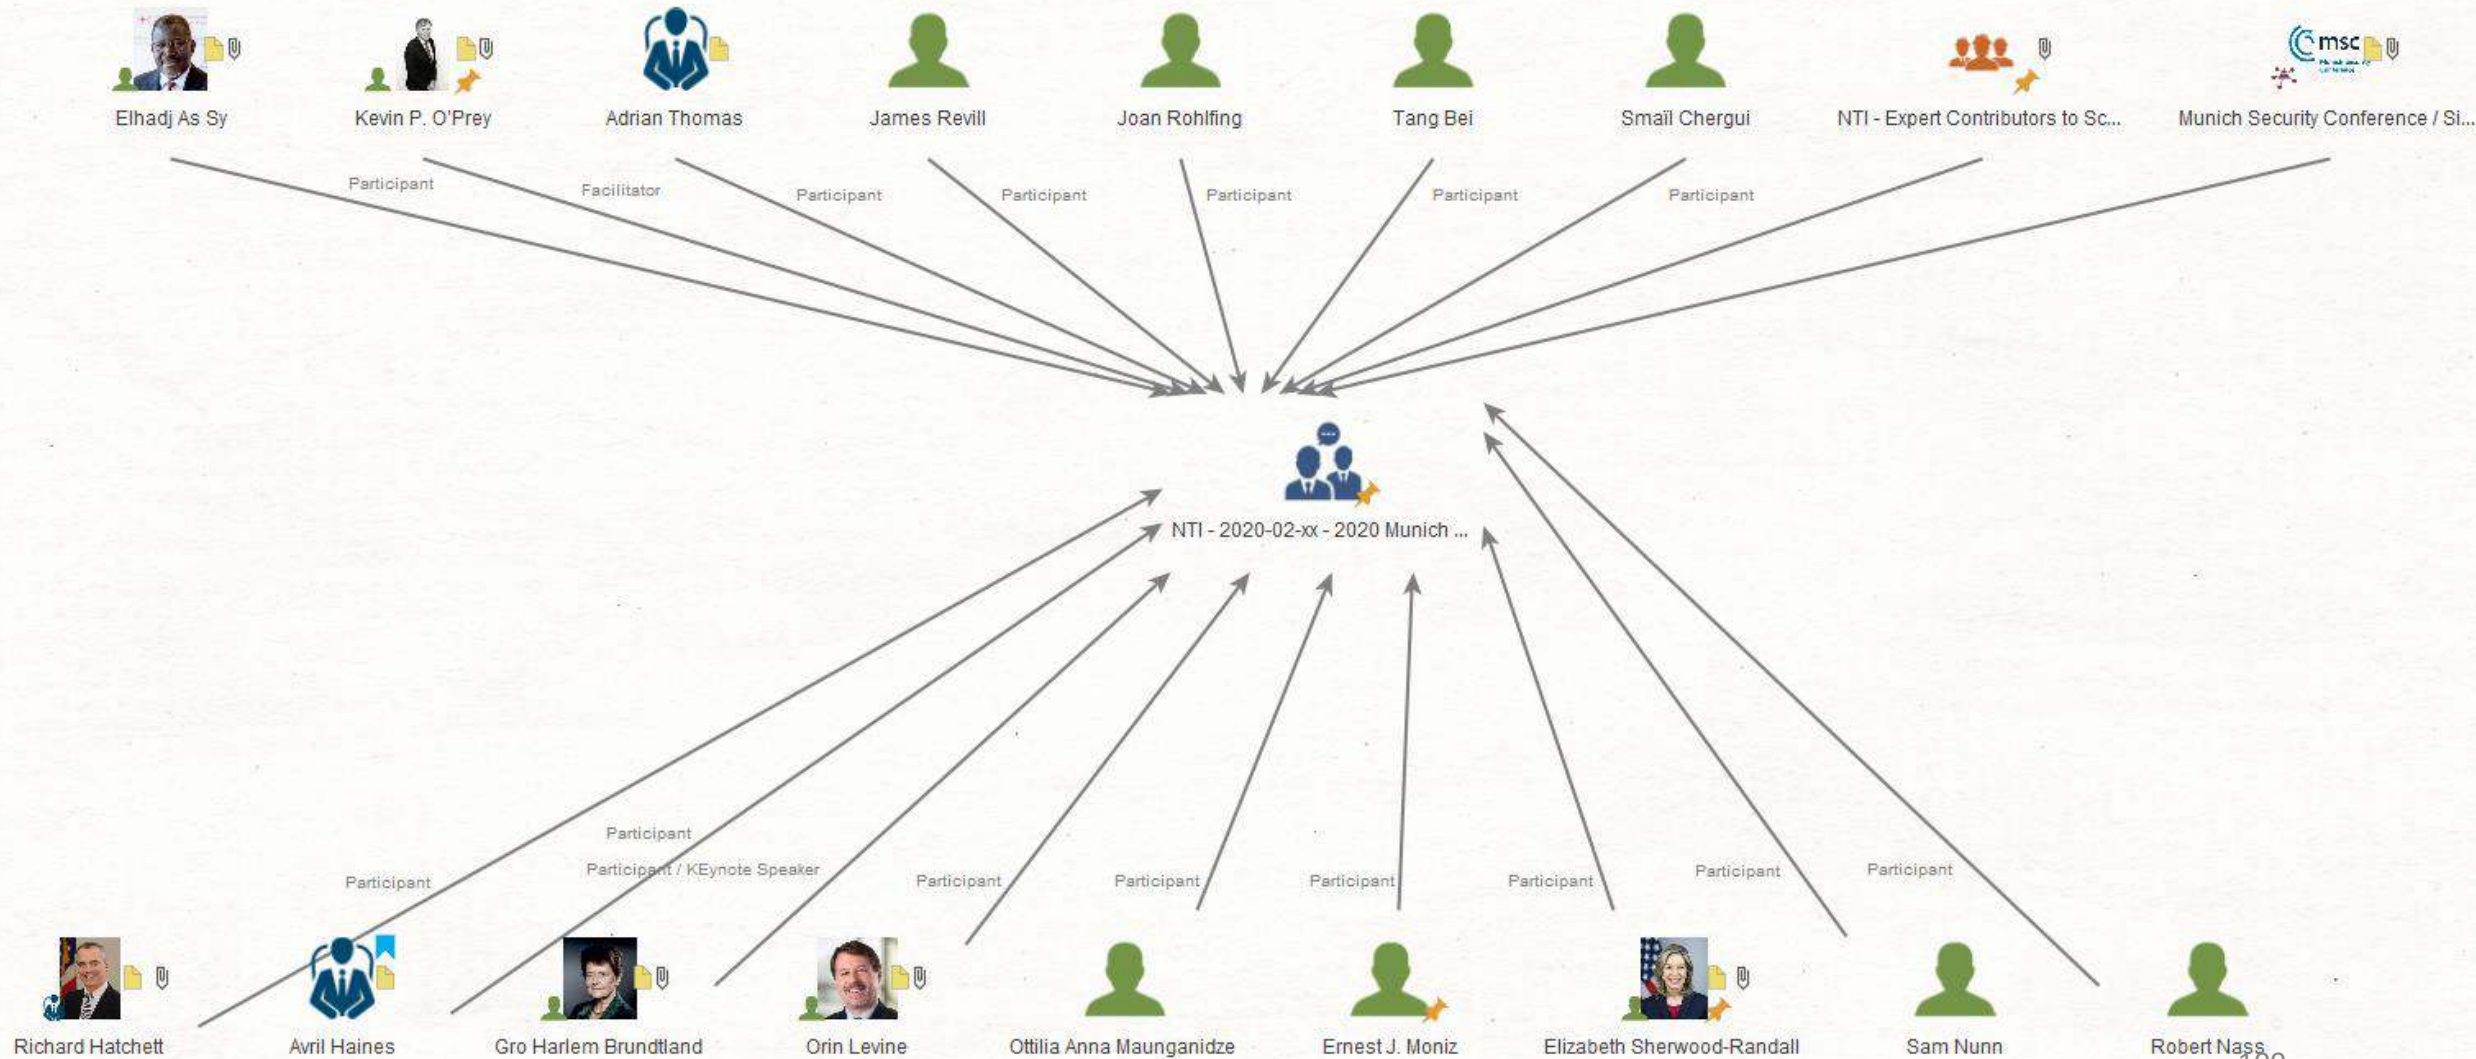 msc
Elhadj As Sy
Kevin P. O'Prey
Adrian Thomas
James Revill
Joan Rohlfing
Tang Bei
Smaïl Chergui
NTI - Expert Contributors to Sc...
Munich Security Conference / Si...
Participant
Facilitator
Participant
Participant
Participant
Participant
Participant
NTI - 2020-02-xx - 2020 Munich ...
Participant
Participant
Participant / KEynote Speaker
Participant
Participant
Participant
Participant
Participant
Participant
Richard Hatchett
Avril Haines
Gro Harlem Brundtland
Orin Levine
Ottilia Anna Maunganidze
Ernest J. Moniz
Elizabeth Sherwood-Randall
Sam Nunn
Robert Nass